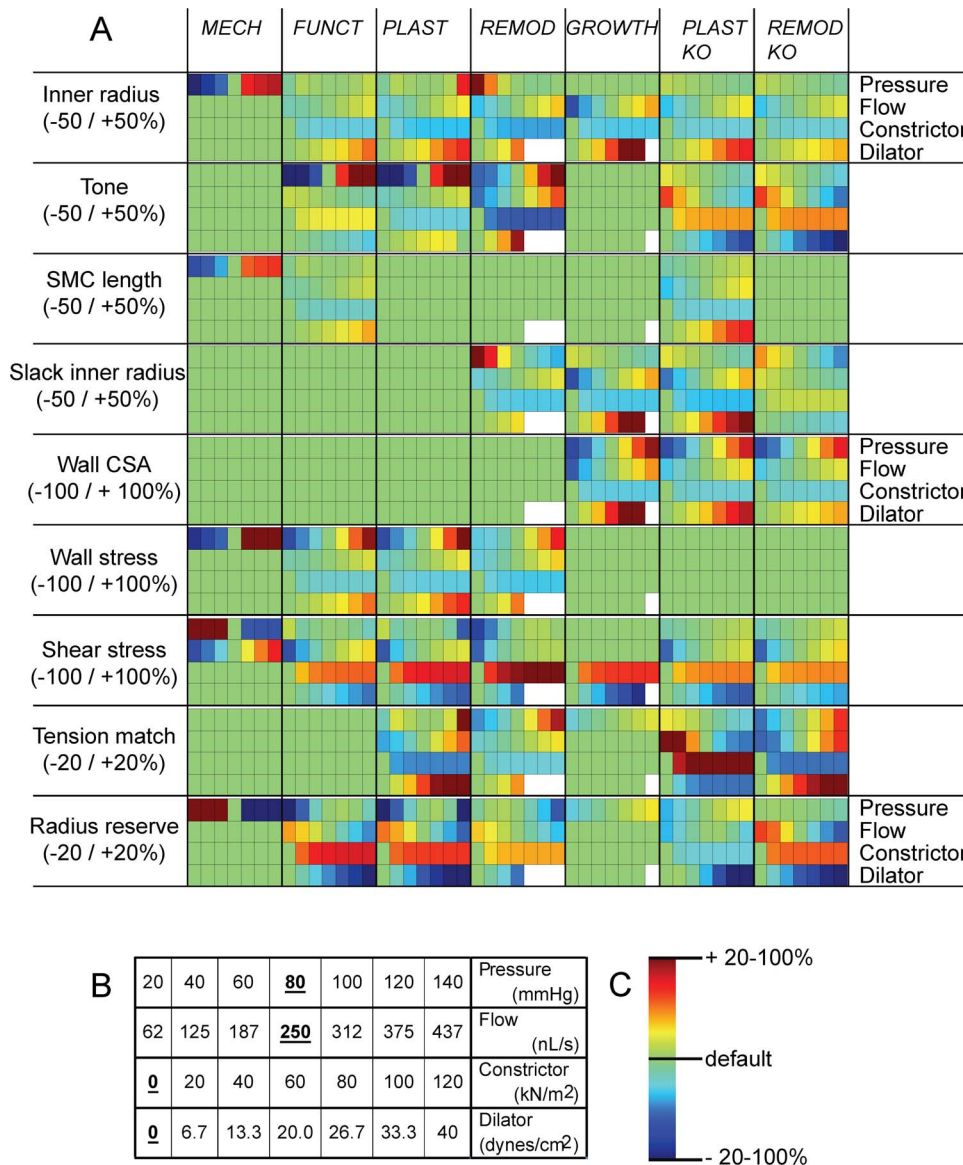 A
MECH FUNCT PLAST REMOD GROWTH PLAST KO REMOD KO
Inner radius
(-50 / +50%)
Pressure
Flow
Constrictor
Dilator
Tone
(-50 / +50%)
SMC length
(-50 / +50%)
Slack inner radius
(-50 / +50%)
Wall CSA
(-100 / + 100%)
Pressure
Flow
Constrictor
Dilator
Wall stress
(-100 / +100%)
Shear stress
(-100 / +100%)
Tension match
(-20 / +20%)
Radius reserve
(-20 / +20%)
Pressure
Flow
Constrictor
Dilator
B
20 40 60 80 100 120 140 Pressure
(mmHg)
62 125 187 250 312 375 437 Flow
(nL/s)
0 20 40 60 80 100 120 Constrictor
(kN/m2)
0 6.7 13.3 20.0 26.7 33.3 40 Dilator
(dynes/cm2)
C
+ 20-100%
default
- 20-100%